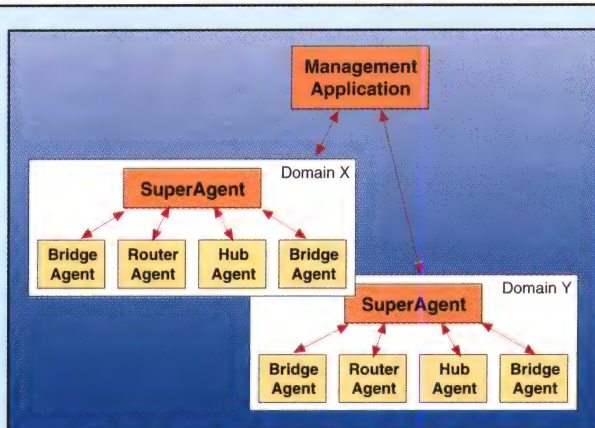 Management
Application
Domain X
SuperAgent
Bridge
Agent
Router
Agent
Hub
Agent
Bridge
Agent
Domain Y
SuperAgent
Bridge
Agent
Router
Agent
Hub
Agent
Bridge
Agent